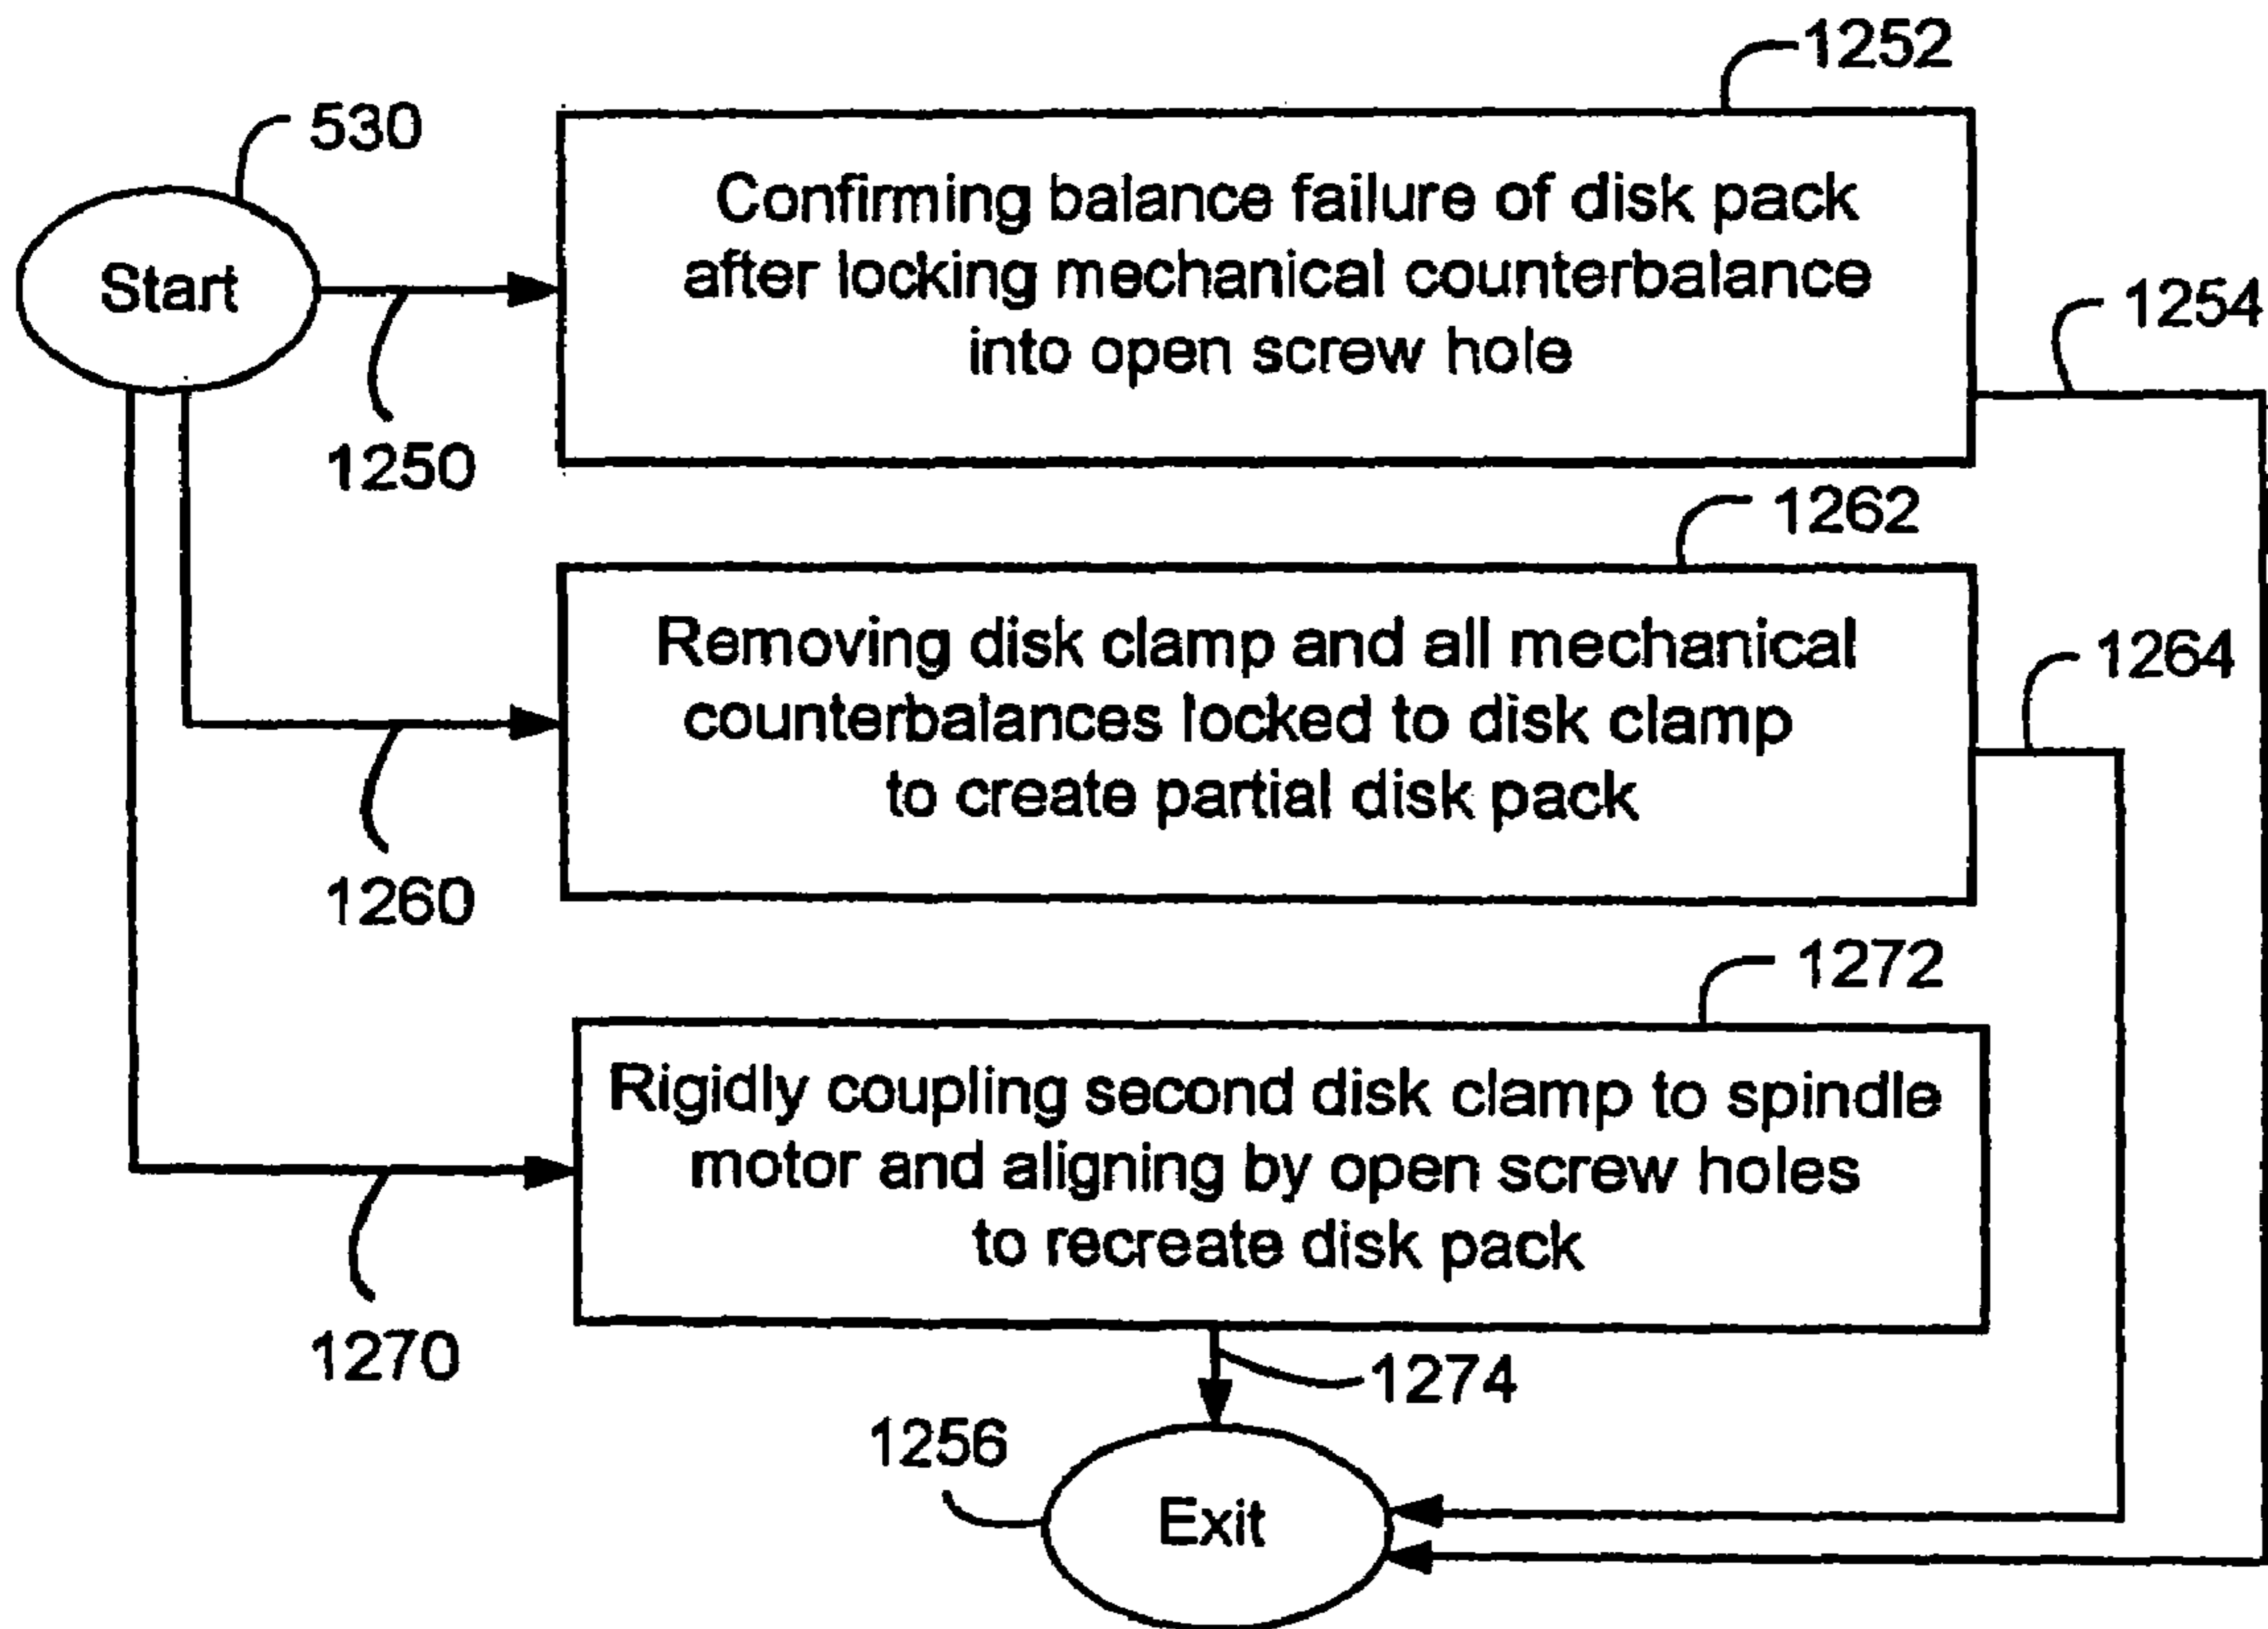 1252
530
Confirming balance failure of disk pack
after locking mechanical counterbalance
into open screw hole
Start
1254
1250
1262
Removing disk clamp and all mechanical
counterbalances locked to disk clamp
to create partial disk pack
1264
1260
1272
Rigidly coupling second disk clamp to spindle
motor and aligning by open screw holes
to recreate disk pack
1270
1274
1256
Exit